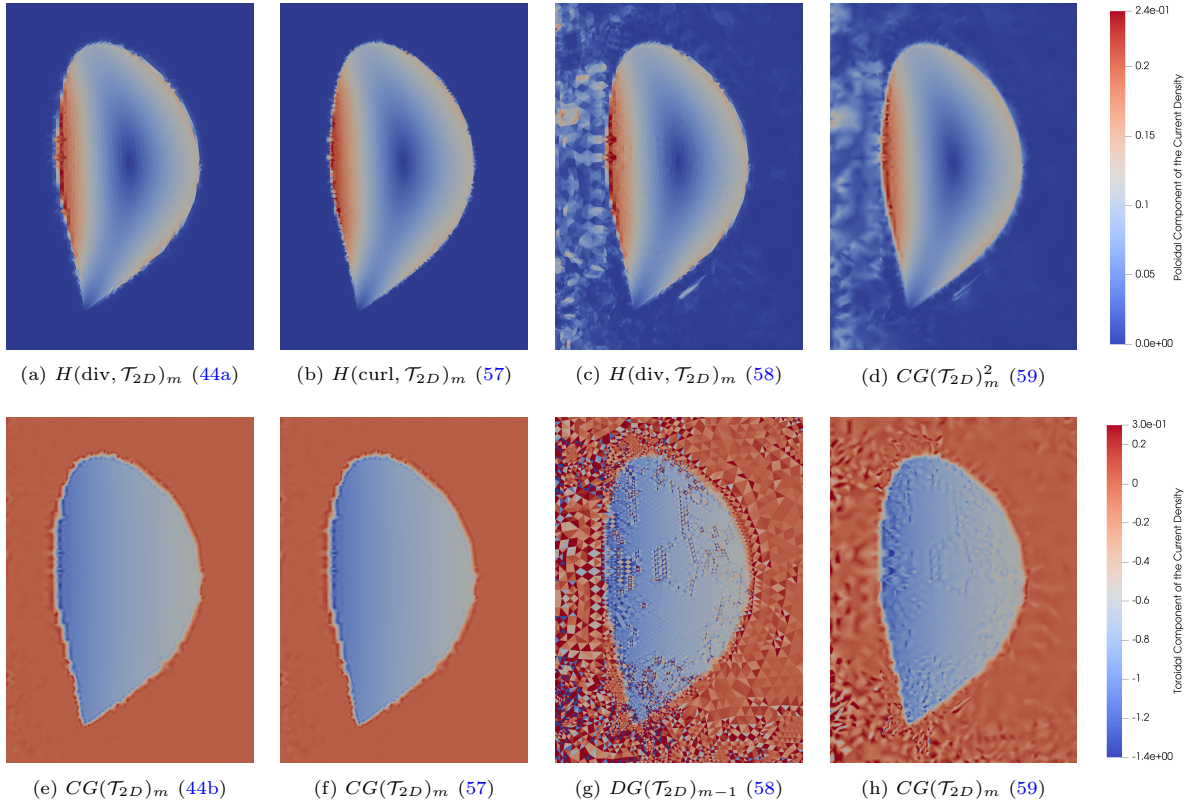 2.4e-01
0.2
0.15
0.1
0.05
0.0e+00
Poloidal Component of the Current Density
(a) H(div, 𝒯₂D)ₘ (44a)
(b) H(curl, 𝒯₂D)ₘ (57)
(c) H(div, 𝒯₂D)ₘ (58)
(d) CG(𝒯₂D)²ₘ (59)
3.0e-01
0.2
0
-0.2
-0.4
-0.6
-0.8
-1
-1.2
-1.4e+00
Toroidal Component of the Current Density
(e) CG(𝒯₂D)ₘ (44b)
(f) CG(𝒯₂D)ₘ (57)
(g) DG(𝒯₂D)ₘ₋₁ (58)
(h) CG(𝒯₂D)ₘ (59)